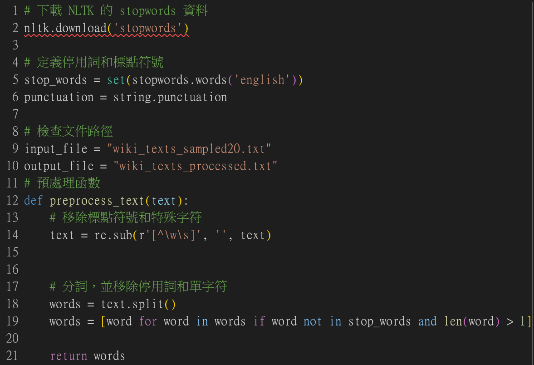 1 # 下載 NLTK 的 stopwords 資料
2 nltk.download('stopwords')
3
4 # 定義停用詞和標點符號
5 stop_words = set(stopwords.words('english'))
6 punctuation = string.punctuation
7
8 # 檢查文件路徑
9 input_file = "wiki_texts_sampled20.txt"
10 output_file = "wiki_texts_processed.txt"
11 # 預處理函數
12 def preprocess_text(text):
13     # 移除標點符號和特殊字符
14     text = re.sub(r'[^\w\s]', '', text)
15
16
17     # 分詞，並移除停用詞和單字符
18     words = text.split()
19     words = [word for word in words if word not in stop_words and len(word) > 1]
20
21     return words